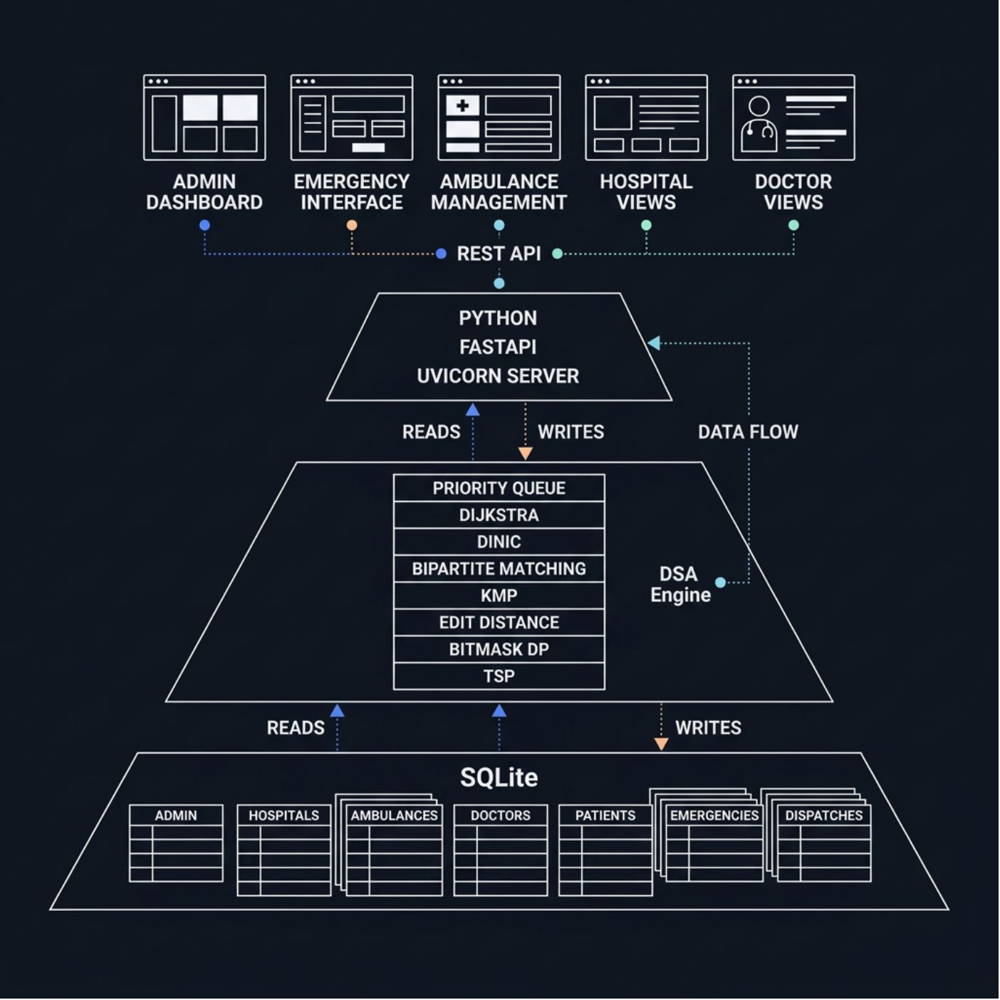 ADMIN
DASHBOARD
EMERGENCY
INTERFACE
AMBULANCE
MANAGEMENT
HOSPITAL
VIEWS
DOCTOR
VIEWS
REST API
PYTHON
FASTAPI
UVICORN SERVER
READS
WRITES
DATA FLOW
PRIORITY QUEUE
DIJKSTRA
DINIC
BIPARTITE MATCHING
KMP
EDIT DISTANCE
BITMASK DP
TSP
DSA
Engine
READS
WRITES
SQLite
ADMIN
HOSPITALS
AMBULANCES
DOCTORS
PATIENTS
EMERGENCIES
DISPATCHES